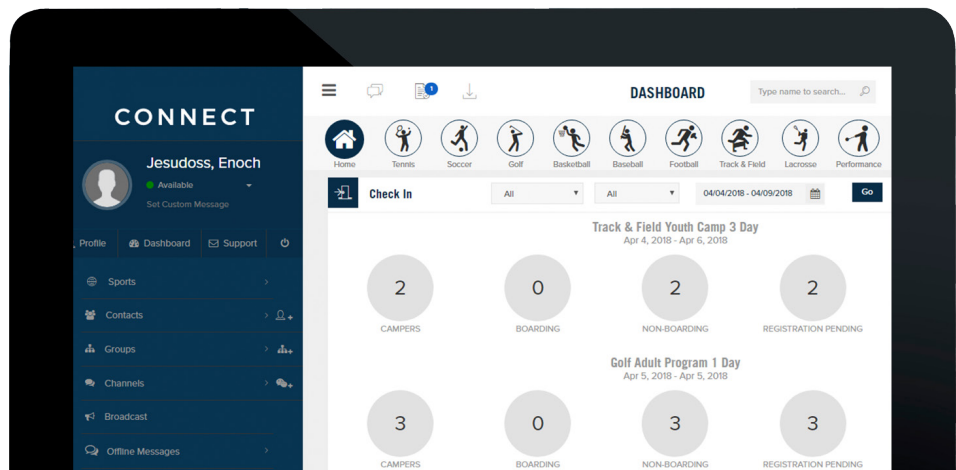 CONNECT
Jesudoss, Enoch
Available
Set Custom Message
Profile
Dashboard
Support
Sports
Contacts
Groups
Channels
Broadcast
Offline Messages
1
DASHBOARD
Type name to search...
Home
Tennis
Soccer
Golf
Basketball
Baseball
Football
Track & Field
Lacrosse
Performance
Check In
All
All
04/04/2018 - 04/09/2018
Go
Track & Field Youth Camp 3 Day
Apr 4, 2018 - Apr 6, 2018
2
0
2
2
CAMPERS
BOARDING
NON-BOARDING
REGISTRATION PENDING
Golf Adult Program 1 Day
Apr 5, 2018 - Apr 5, 2018
3
0
3
3
CAMPERS
BOARDING
NON-BOARDING
REGISTRATION PENDING